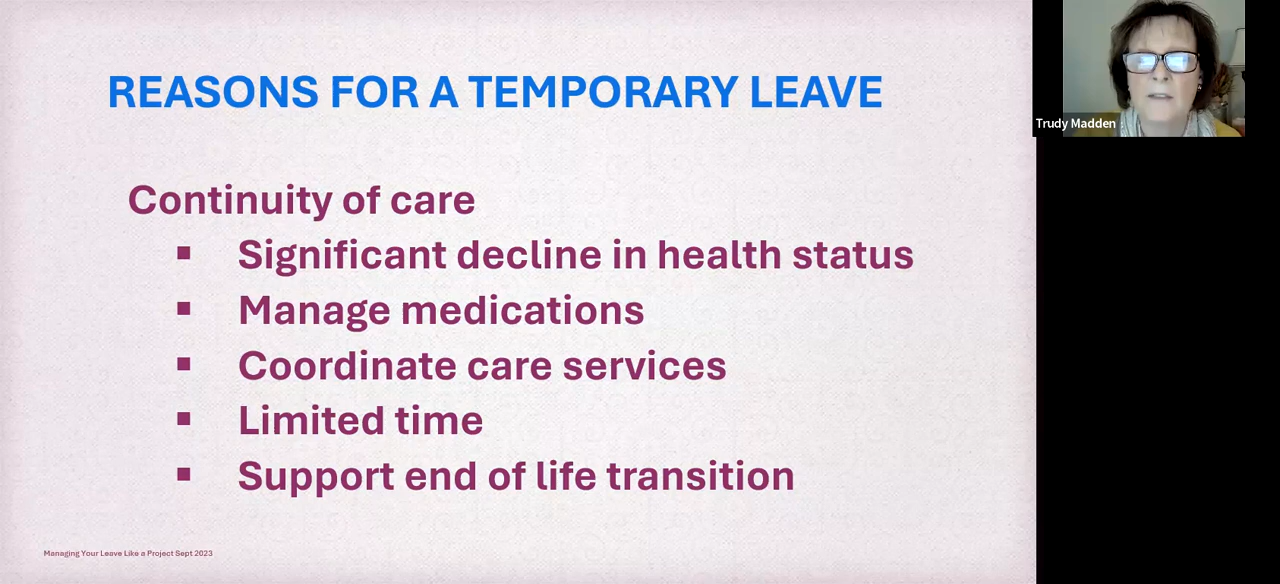 REASONS FOR A TEMPORARY LEAVE
Trudy Madden
Continuity of care
▪ Significant decline in health status
▪ Manage medications
▪ Coordinate care services
▪ Limited time
▪ Support end of life transition
Managing Your Leave Like a Project Sept 2023